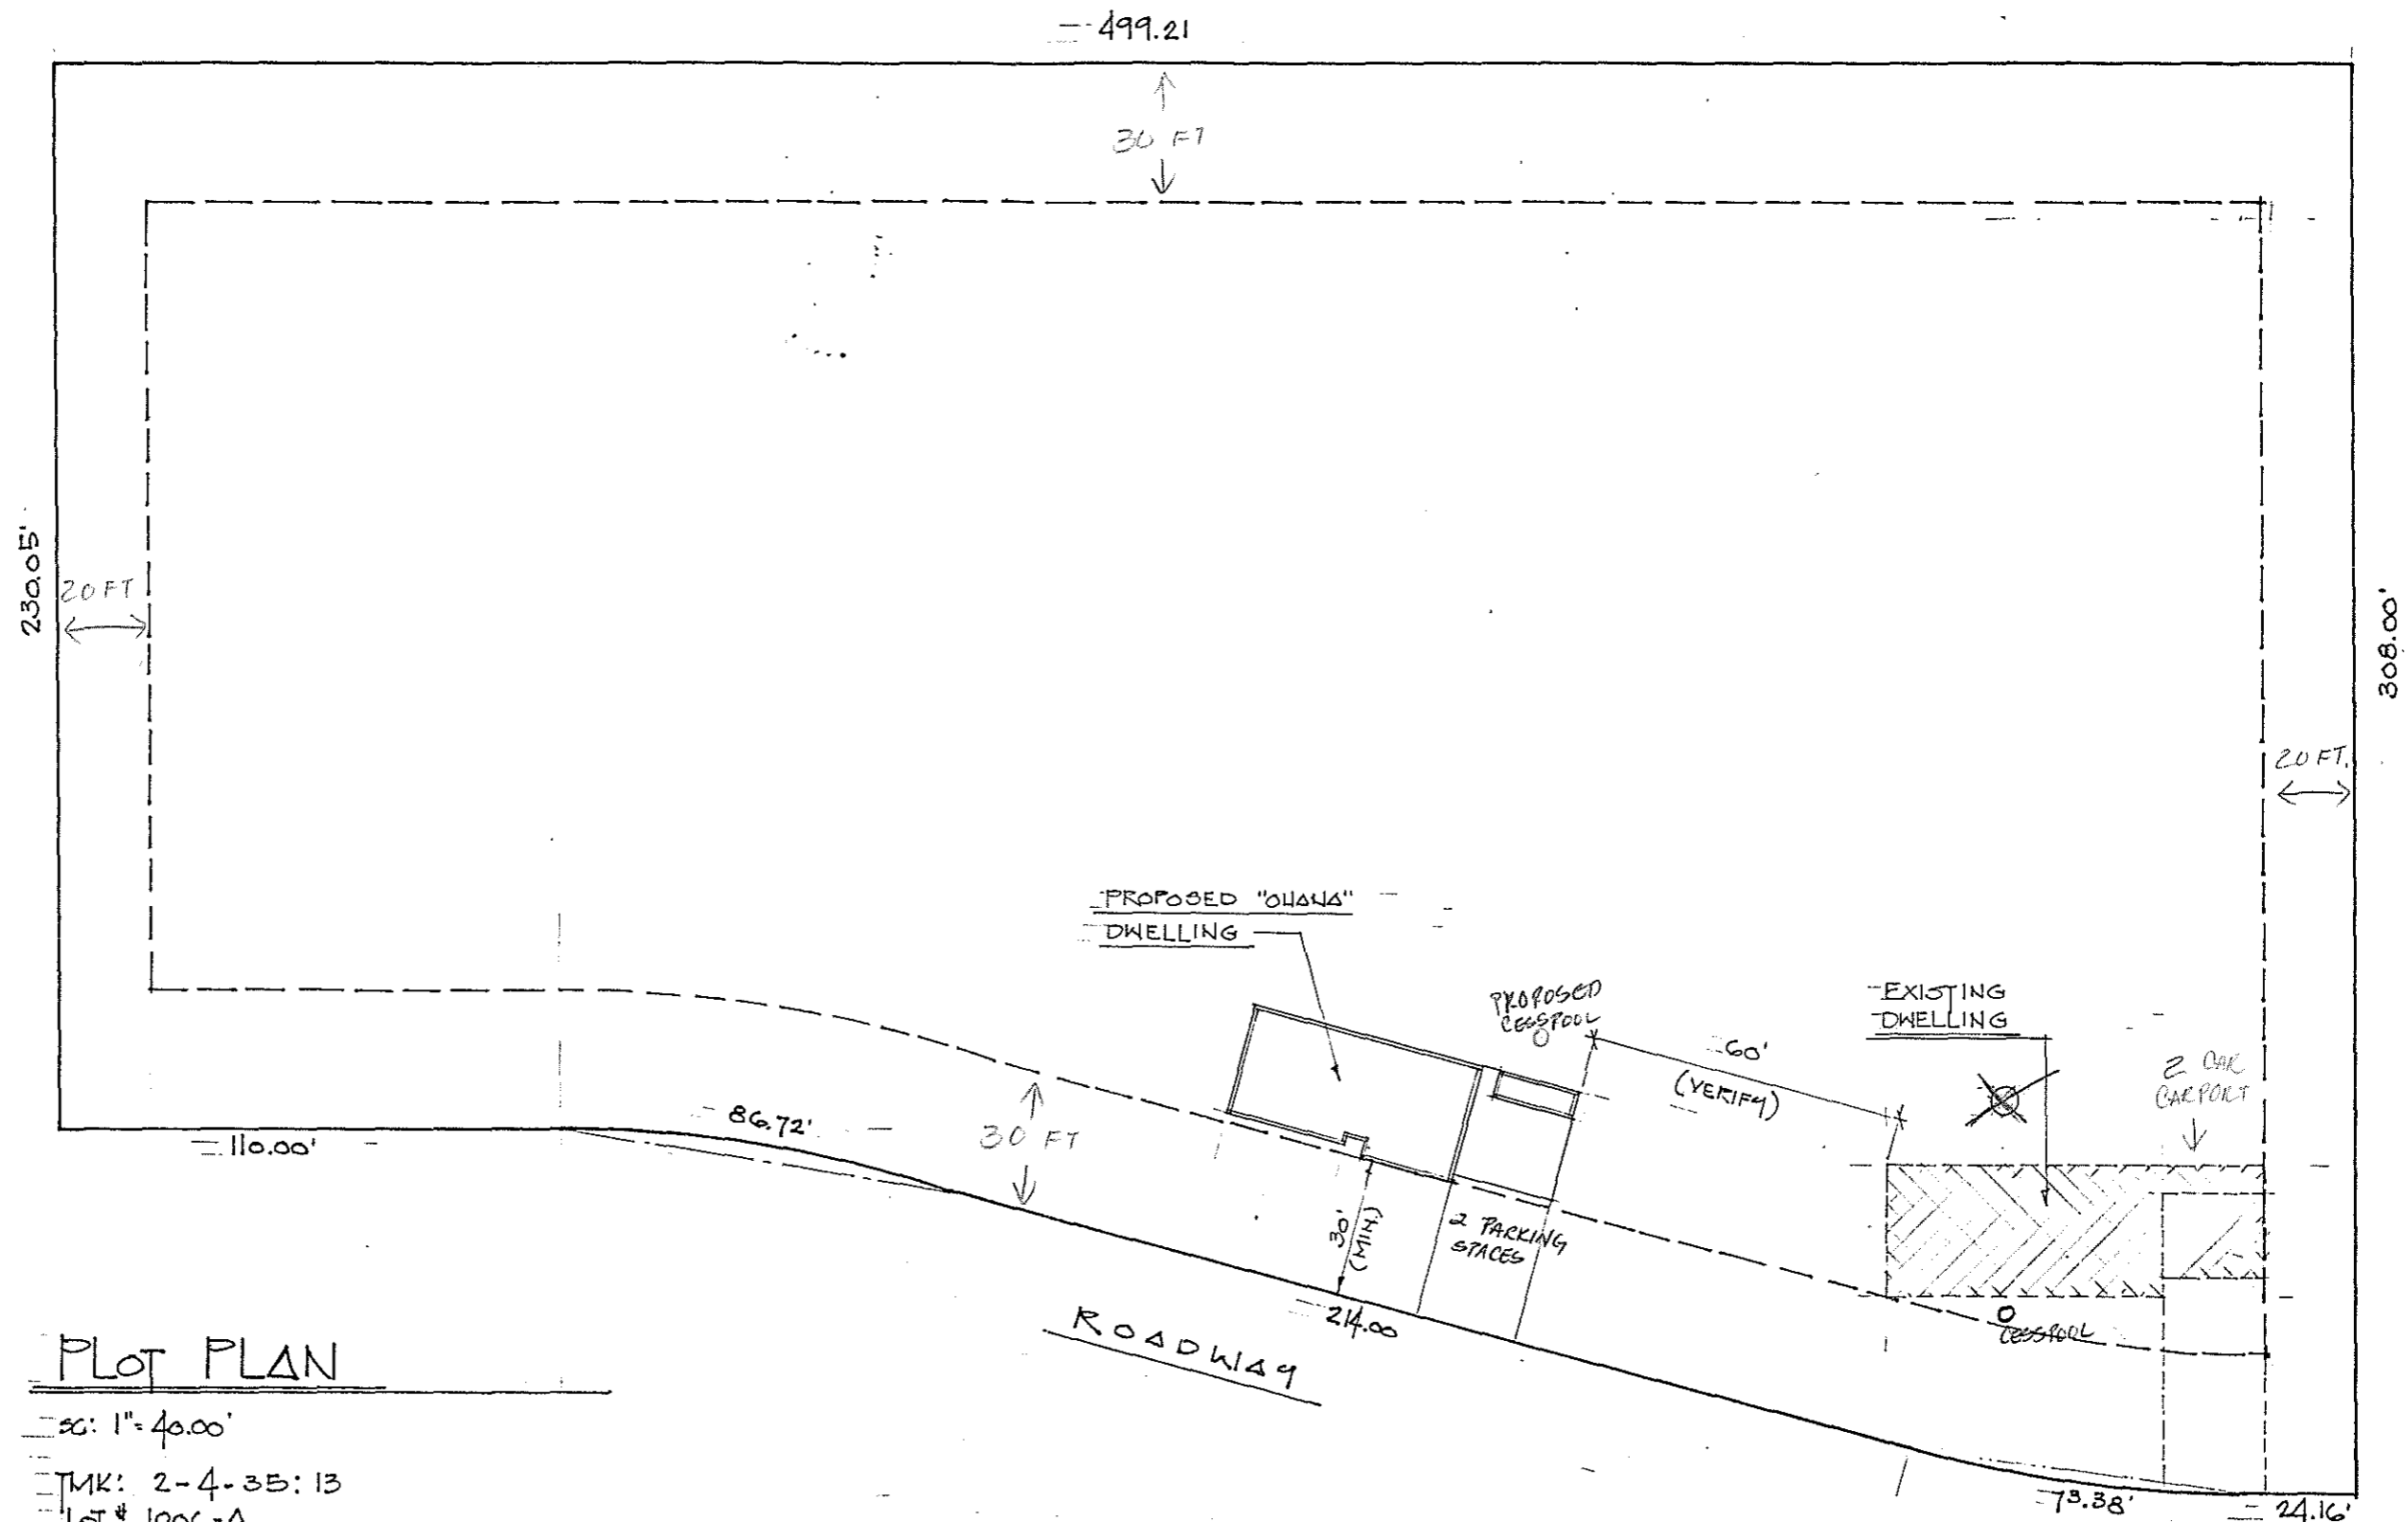 499.21
30 FT
230.05'
20 FT
308.00'
20 FT.
PROPOSED "OHANA"
DWELLING
PROPOSED
CESSPOOL
60'
(VERIFY)
EXISTING
DWELLING
2 CAR
CARPORT
110.00'
86.72'
30 FT
30'
(MIN)
2 PARKING
SPACES
214.00
ROADWAY
CESSPOOL
73.38'
24.16'
PLOT PLAN
SC: 1"=40.00'
TMK: 2-4-35:13
LOT # 1006-A